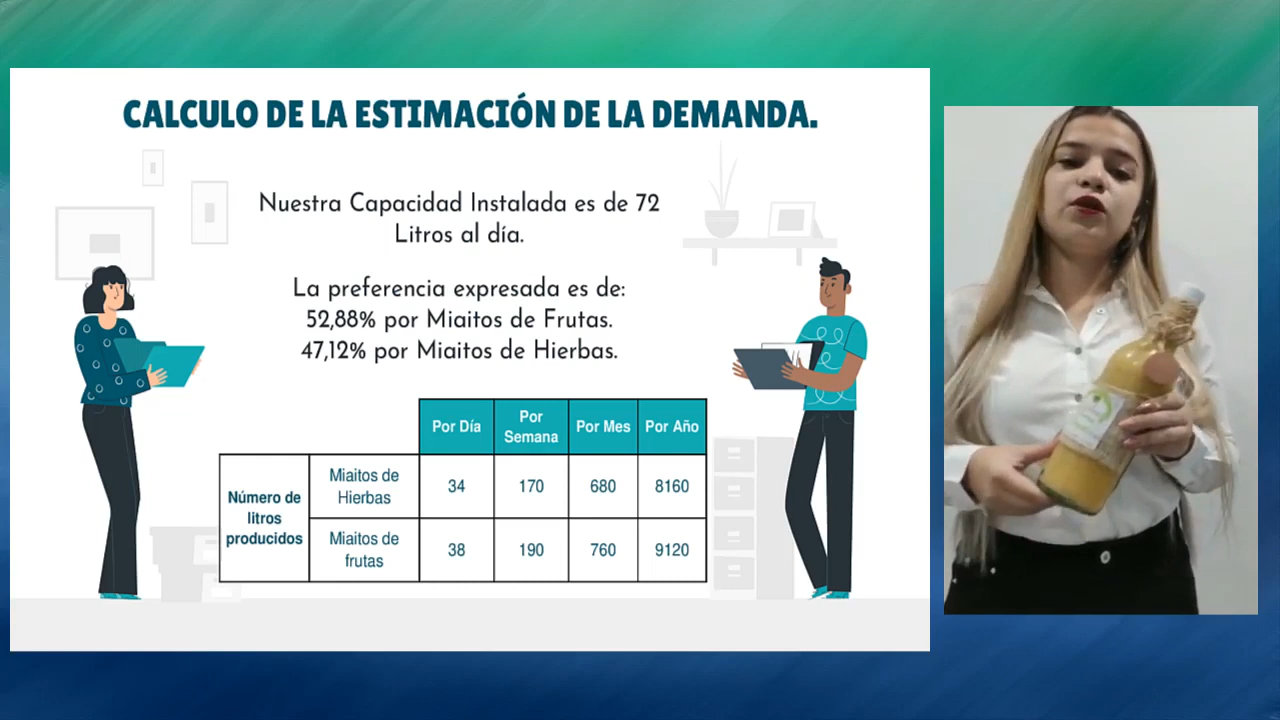 CALCULO DE LA ESTIMACIÓN DE LA DEMANDA.
Nuestra Capacidad Instalada es de 72
Litros al día.
La preferencia expresada es de:
52,88% por Miaitos de Frutas.
47,12% por Miaitos de Hierbas.
Por Día
Por
Semana
Por Mes
Por Año
Número de
litros
producidos
Miaitos de
Hierbas
34
170
680
8160
Miaitos de
frutas
38
190
760
9120